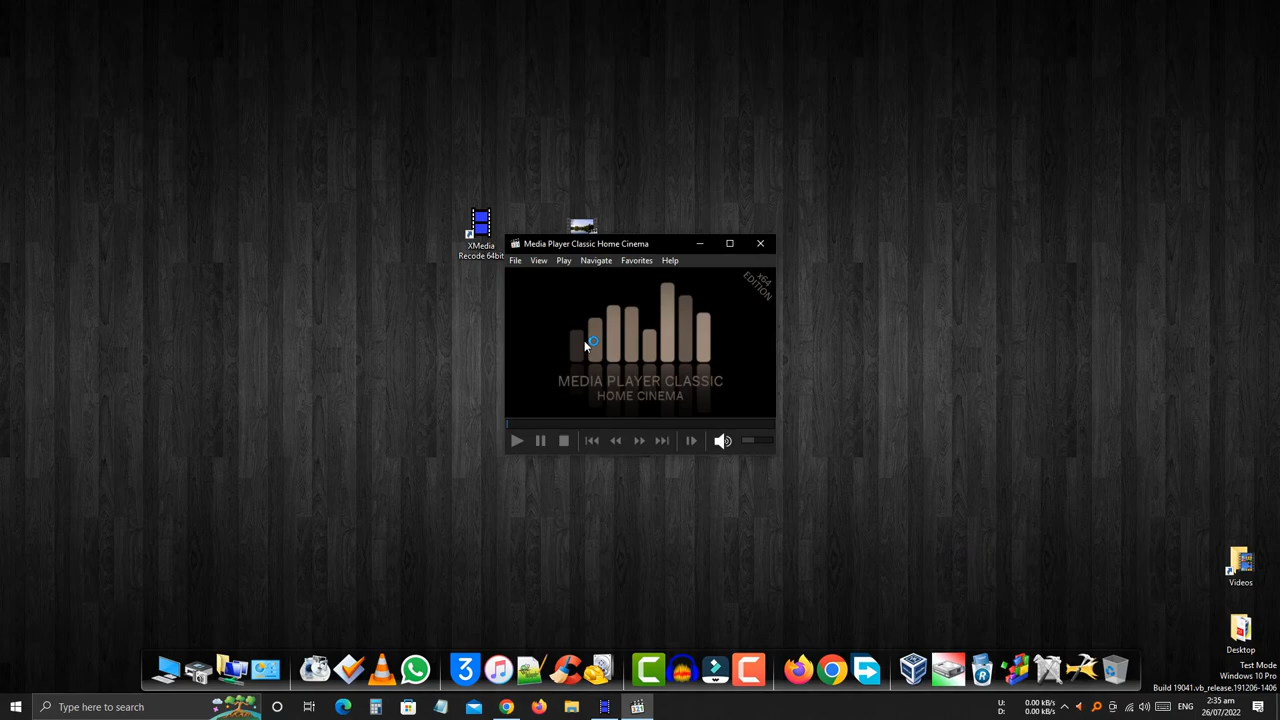 XMedia
Recode 64bit
Media Player Classic Home Cinema
File View Play Navigate Favorites Help
x64
EDITION
MEDIA PLAYER CLASSIC
HOME CINEMA
Videos
Desktop
3
Test Mode
Windows 10 Pro
Build 19041.vb_release.191206-1406
Type here to search
U: 0.00 kB/s
D: 0.00 kB/s
ENG
2:35 am
26/07/2022